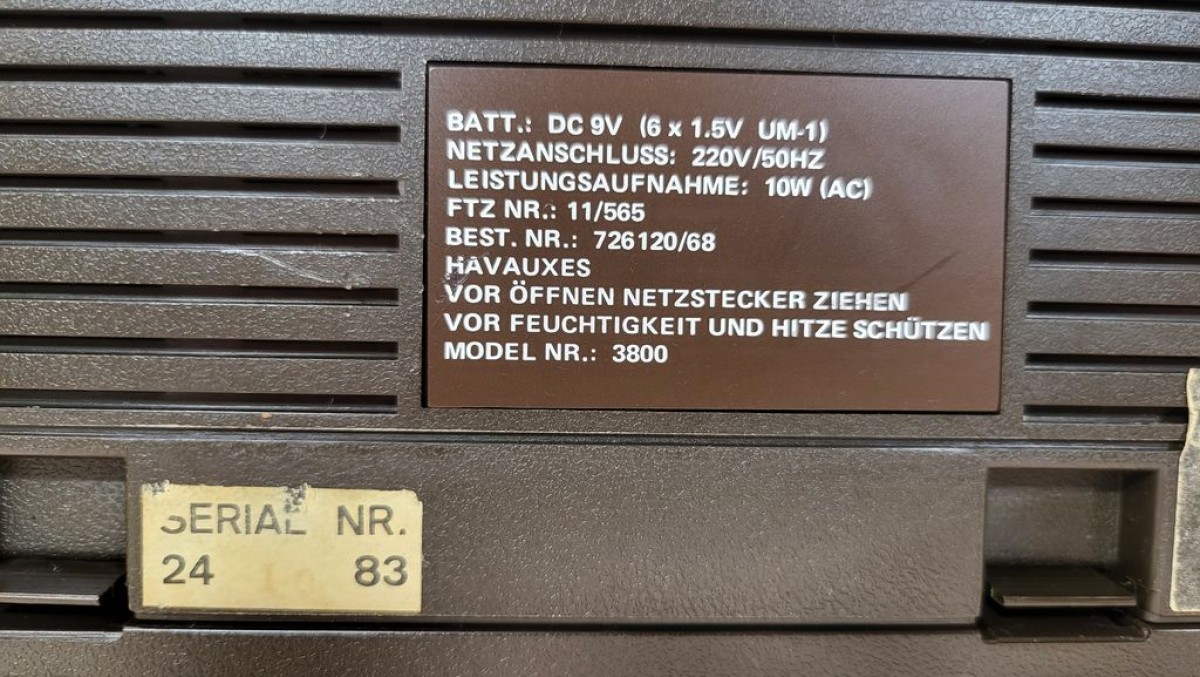 BATT.: DC 9V (6 x 1.5V UM-1)
NETZANSCHLUSS: 220V/50HZ
LEISTUNGSAUFNAHME: 10W (AC)
FTZ NR.: 11/565
BEST. NR.: 726120/68
HAVAUXES
VOR ÖFFNEN NETZSTECKER ZIEHEN
VOR FEUCHTIGKEIT UND HITZE SCHÜTZEN
MODEL NR.: 3800
SERIAL NR.
24 83